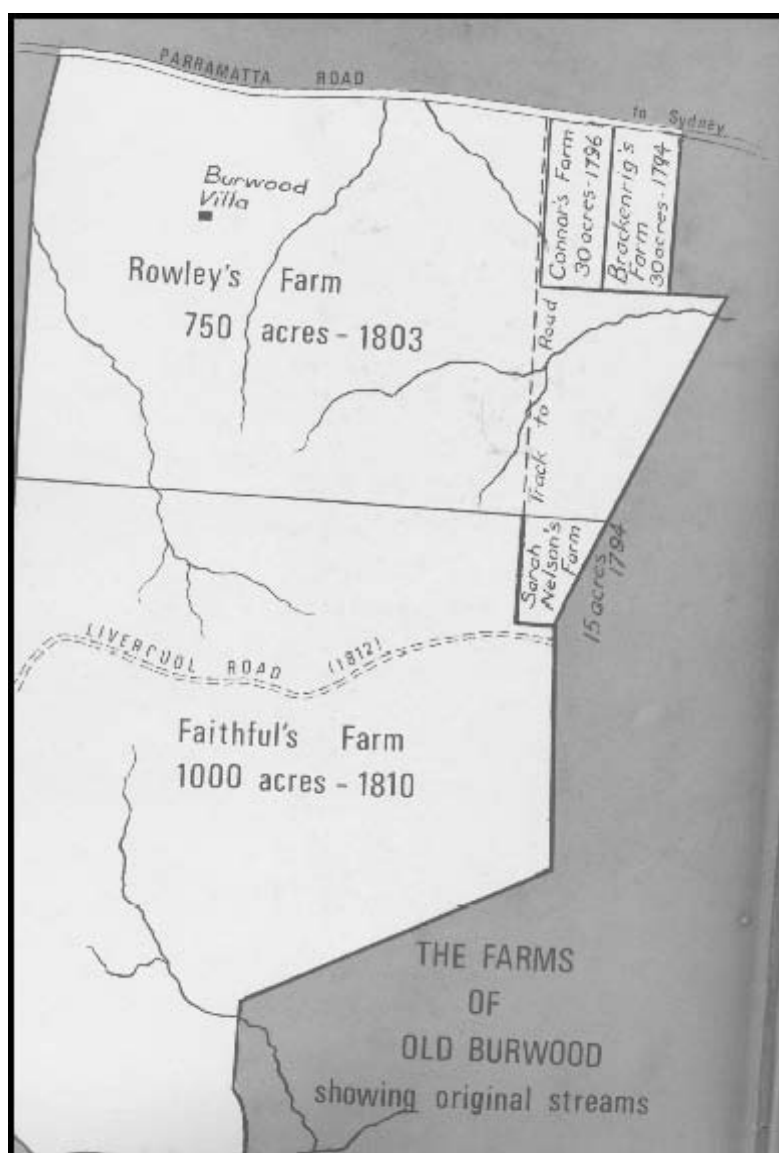 PARRAMATTA ROAD
to Sydney
Burwood
Villa
Connor's Farm
30 acres-1796
Brackenrig's
Farm
30 acres-1794
Rowley's Farm
750 acres - 1803
Track to Road
Sarah
Nelson's
Farm
15 acres
1794
LIVERCUOL ROAD (1812)
Faithful's Farm
1000 acres - 1810
THE FARMS
OF
OLD BURWOOD
showing original streams